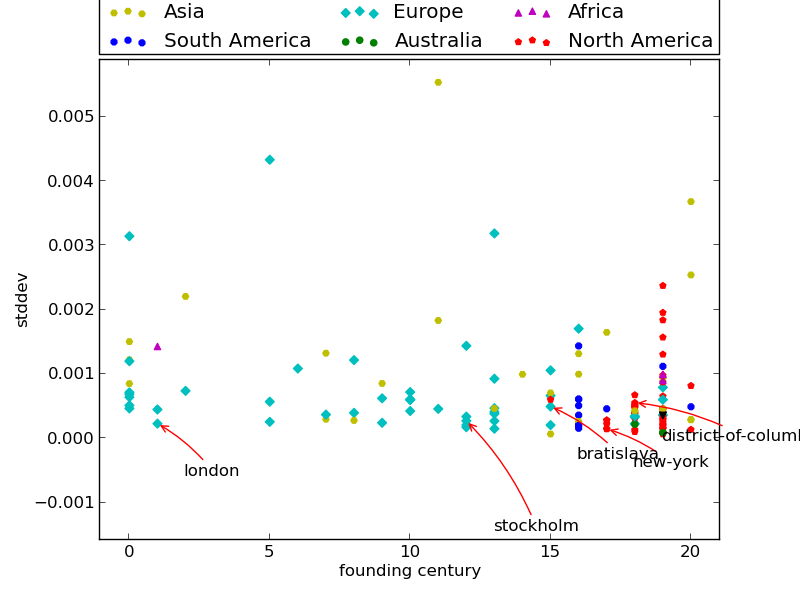 Asia Europe Africa
South America Australia North America
0.005
0.004
0.003
0.002
0.001
0.000
−0.001
stddev
london
stockholm
bratislava
new-york
district-of-columb
0 5 10 15 20
founding century